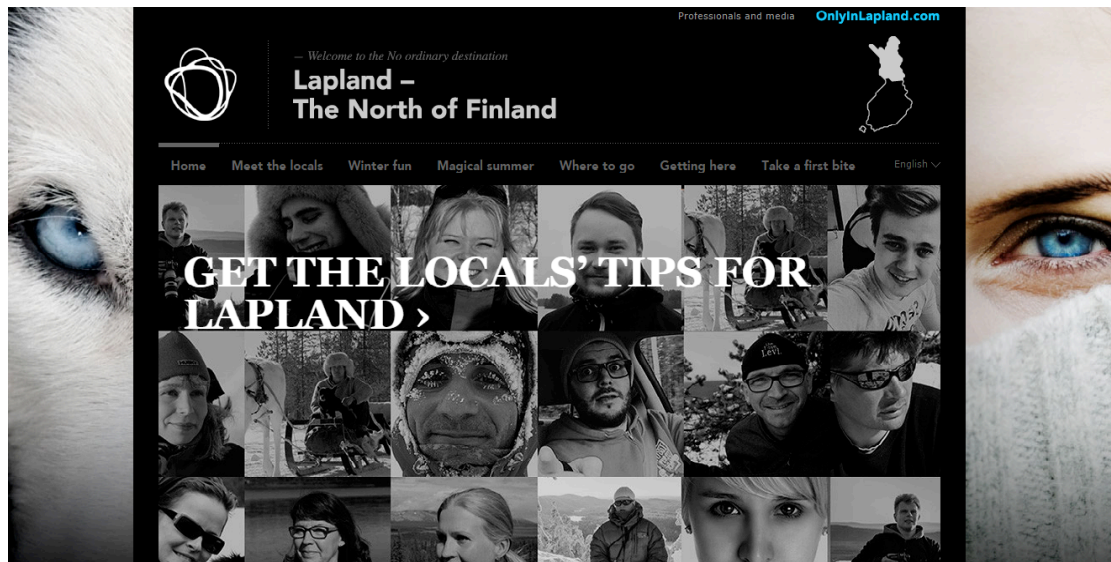 Professionals and media OnlyInLapland.com
— Welcome to the No ordinary destination
Lapland –
The North of Finland
Home Meet the locals Winter fun Magical summer Where to go Getting here Take a first bite English
GET THE LOCALS’ TIPS FOR
LAPLAND ›
Levi.